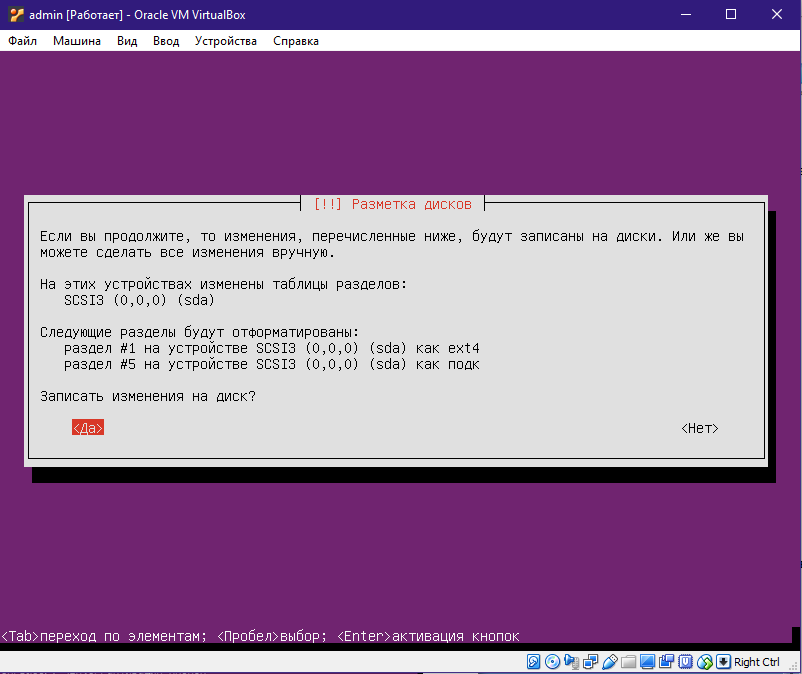 admin [Работает] - Oracle VM VirtualBox
Файл Машина Вид Ввод Устройства Справка
[!!] Разметка дисков
Если вы продолжите, то изменения, перечисленные ниже, будут записаны на диски. Или же вы
можете сделать все изменения вручную.
На этих устройствах изменены таблицы разделов:
SCSI3 (0,0,0) (sda)
Следующие разделы будут отформатированы:
раздел #1 на устройстве SCSI3 (0,0,0) (sda) как ext4
раздел #5 на устройстве SCSI3 (0,0,0) (sda) как подк
Записать изменения на диск?
<Да> <Нет>
<Tab>переход по элементам; <Пробел>выбор; <Enter>активация кнопок
Right Ctrl